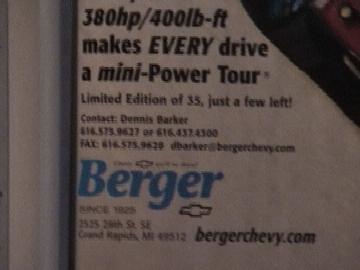 380hp/400lb-ft
makes EVERY drive
a mini-Power Tour®
Limited Edition of 35, just a few left!
Contact: Dennis Barker
616.575.9627 or 616.437.4300
FAX: 616.575.9629 dbarker@bergerchevy.com
Berger
SINCE 1925
2525 28th St. SE
Grand Rapids, MI 49512 bergerchevy.com